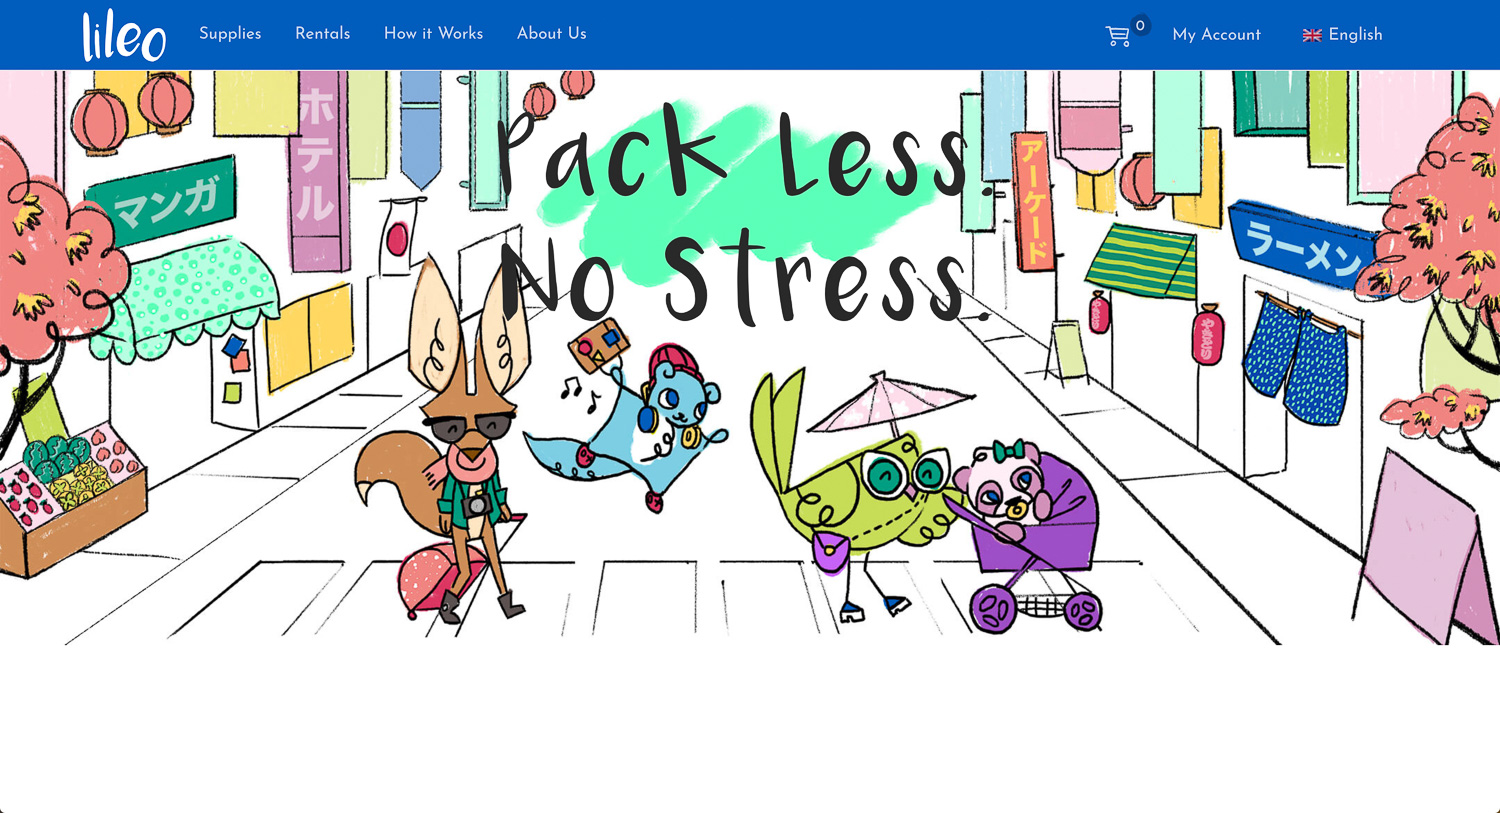 lileo
Supplies
Rentals
How it Works
About Us
0
My Account
English
Pack Less.
No Stress.
ホテル
マンガ
アーケード
ラーメン